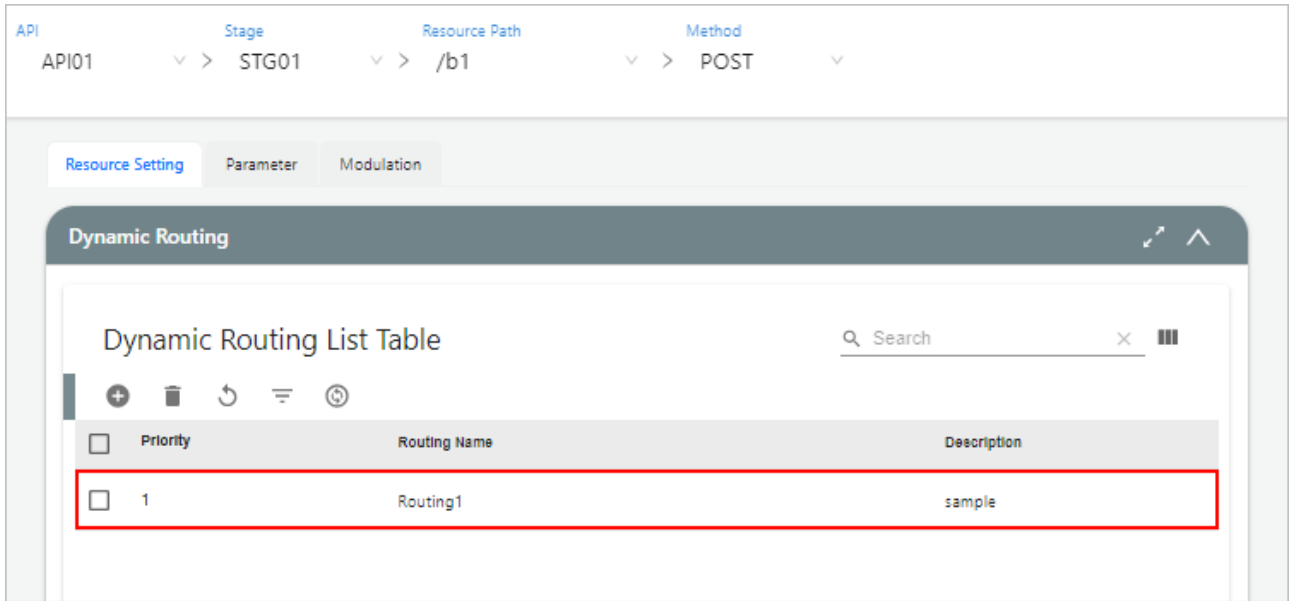 API Stage Resource Path Method
API01 > STG01 > /b1 > POST
Resource Setting Parameter Modulation
Dynamic Routing
Dynamic Routing List Table Search
Priority Routing Name Description
1 Routing1 sample